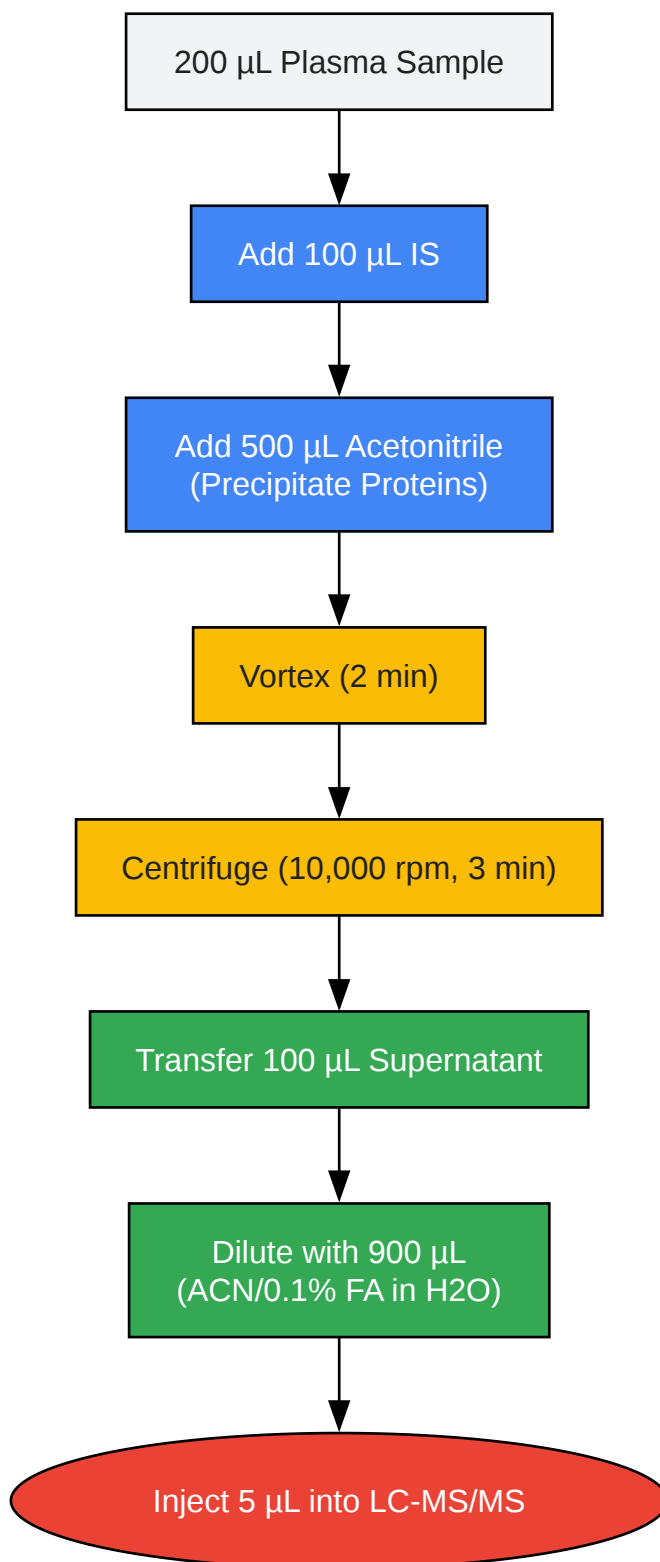 200 µL Plasma Sample
Add 100 µL IS
Add 500 µL Acetonitrile
(Precipitate Proteins)
Vortex (2 min)
Centrifuge (10,000 rpm, 3 min)
Transfer 100 µL Supernatant
Dilute with 900 µL
(ACN/0.1% FA in H2O)
Inject 5 µL into LC-MS/MS